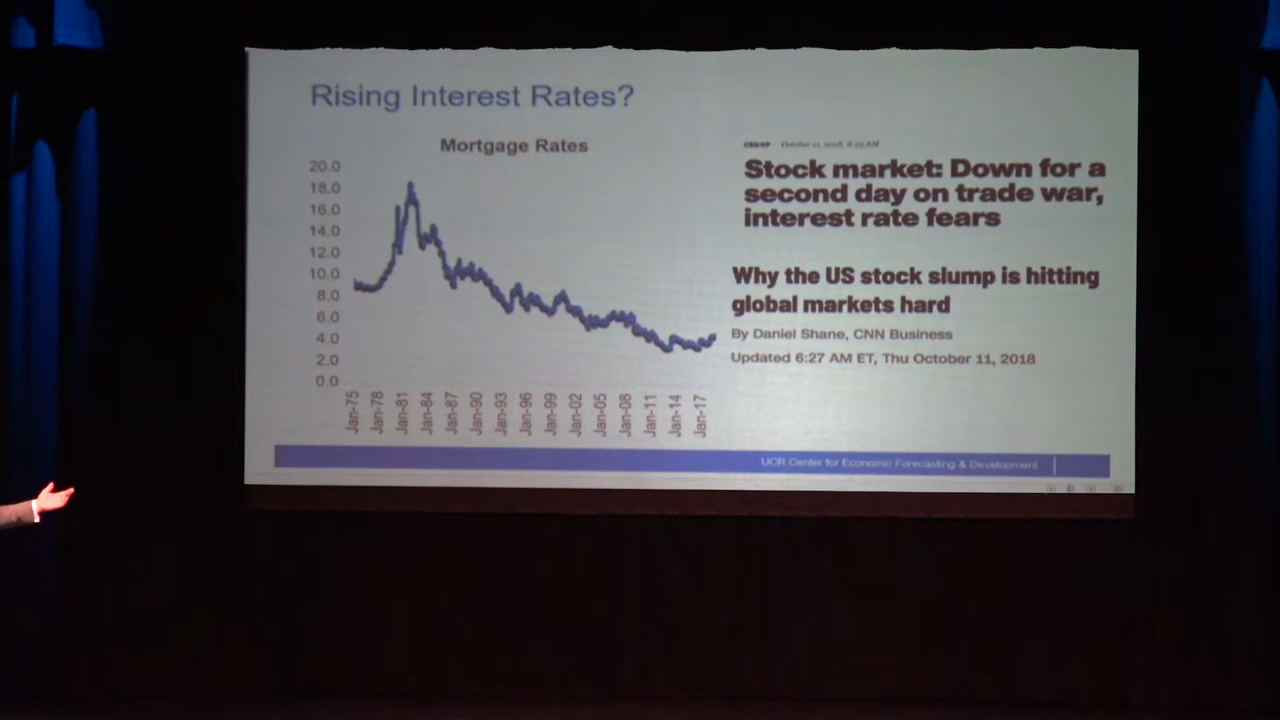 Rising Interest Rates?
Mortgage Rates
20.0
18.0
16.0
14.0
12.0
10.0
8.0
6.0
4.0
2.0
0.0
Jan-75
Jan-78
Jan-81
Jan-84
Jan-87
Jan-90
Jan-93
Jan-96
Jan-99
Jan-02
Jan-05
Jan-08
Jan-11
Jan-14
Jan-17
CBS/AP October 11, 2018, 8:25 AM
Stock market: Down for a
second day on trade war,
interest rate fears
Why the US stock slump is hitting
global markets hard
By Daniel Shane, CNN Business
Updated 6:27 AM ET, Thu October 11, 2018
UCR Center for Economic Forecasting & Development